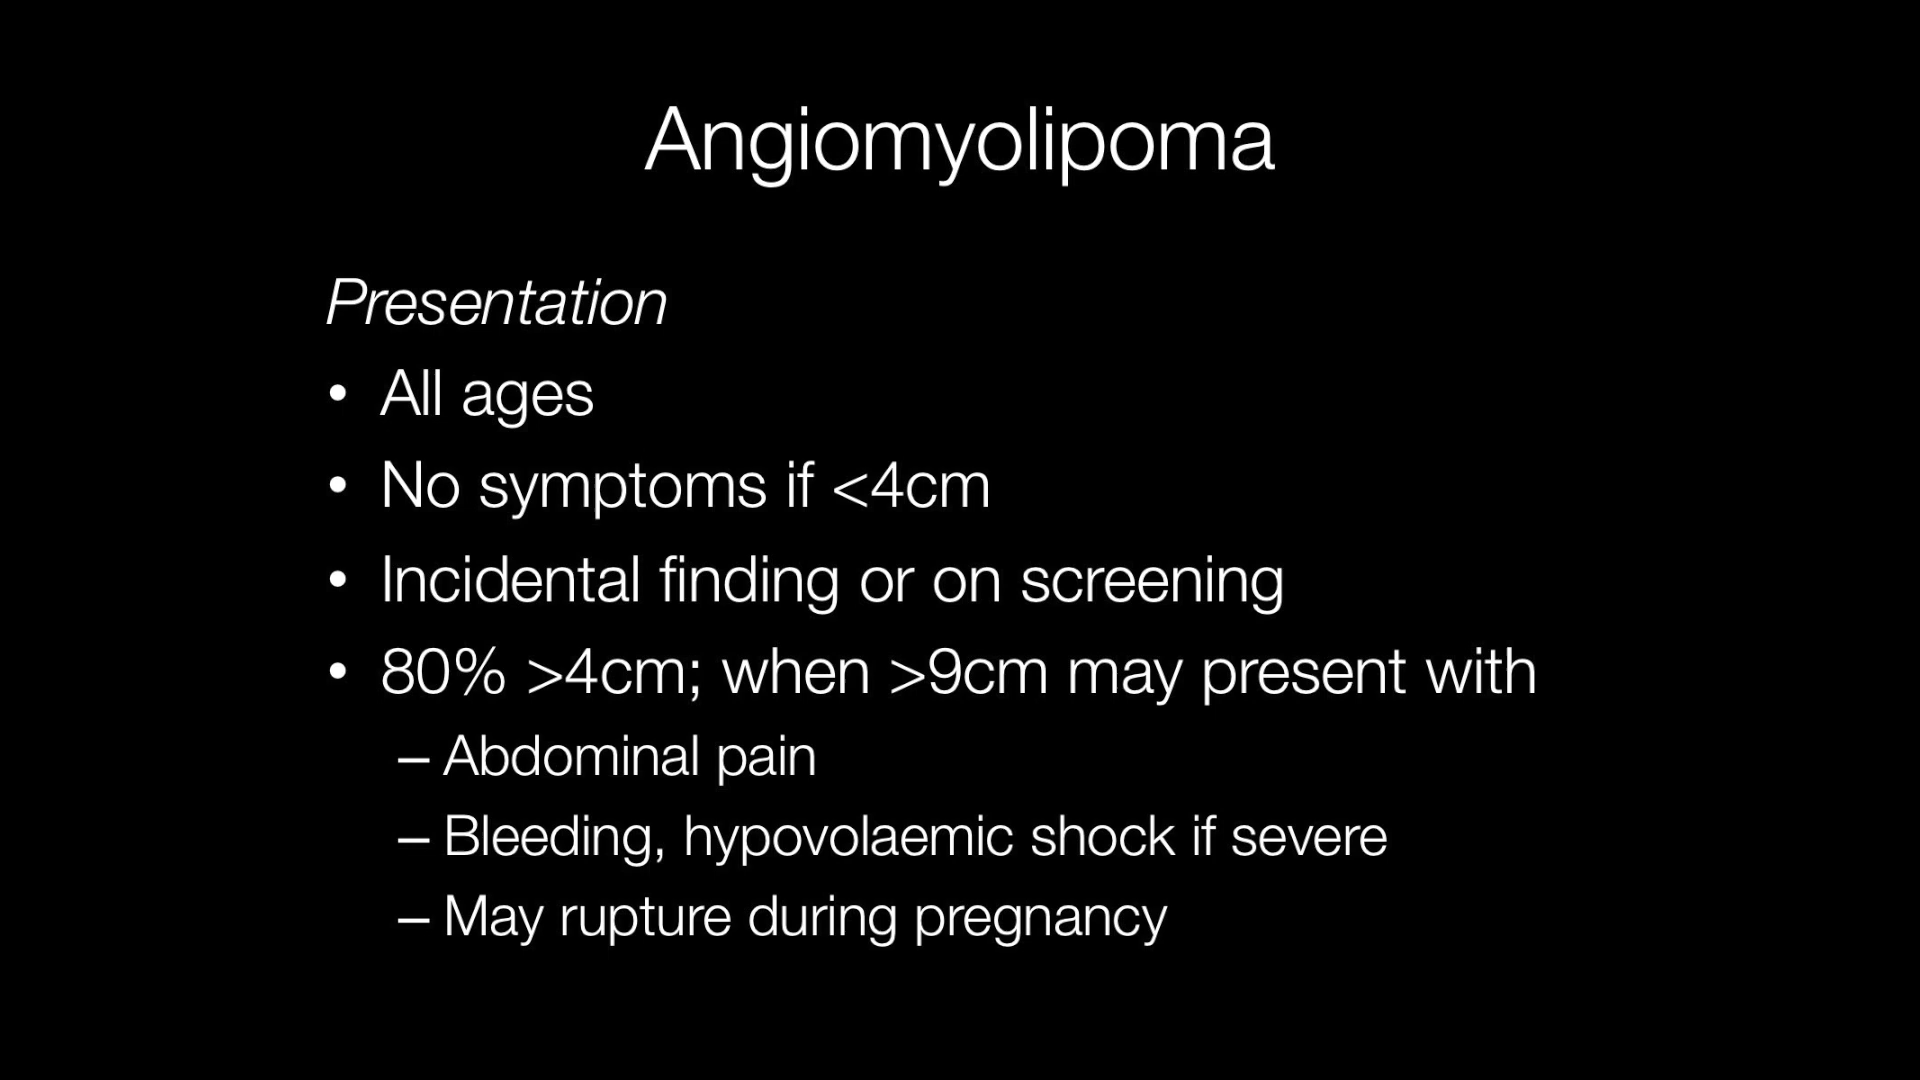 Angiomyolipoma
Presentation
• All ages
• No symptoms if <4cm
• Incidental finding or on screening
• 80% >4cm; when >9cm may present with
– Abdominal pain
– Bleeding, hypovolaemic shock if severe
– May rupture during pregnancy